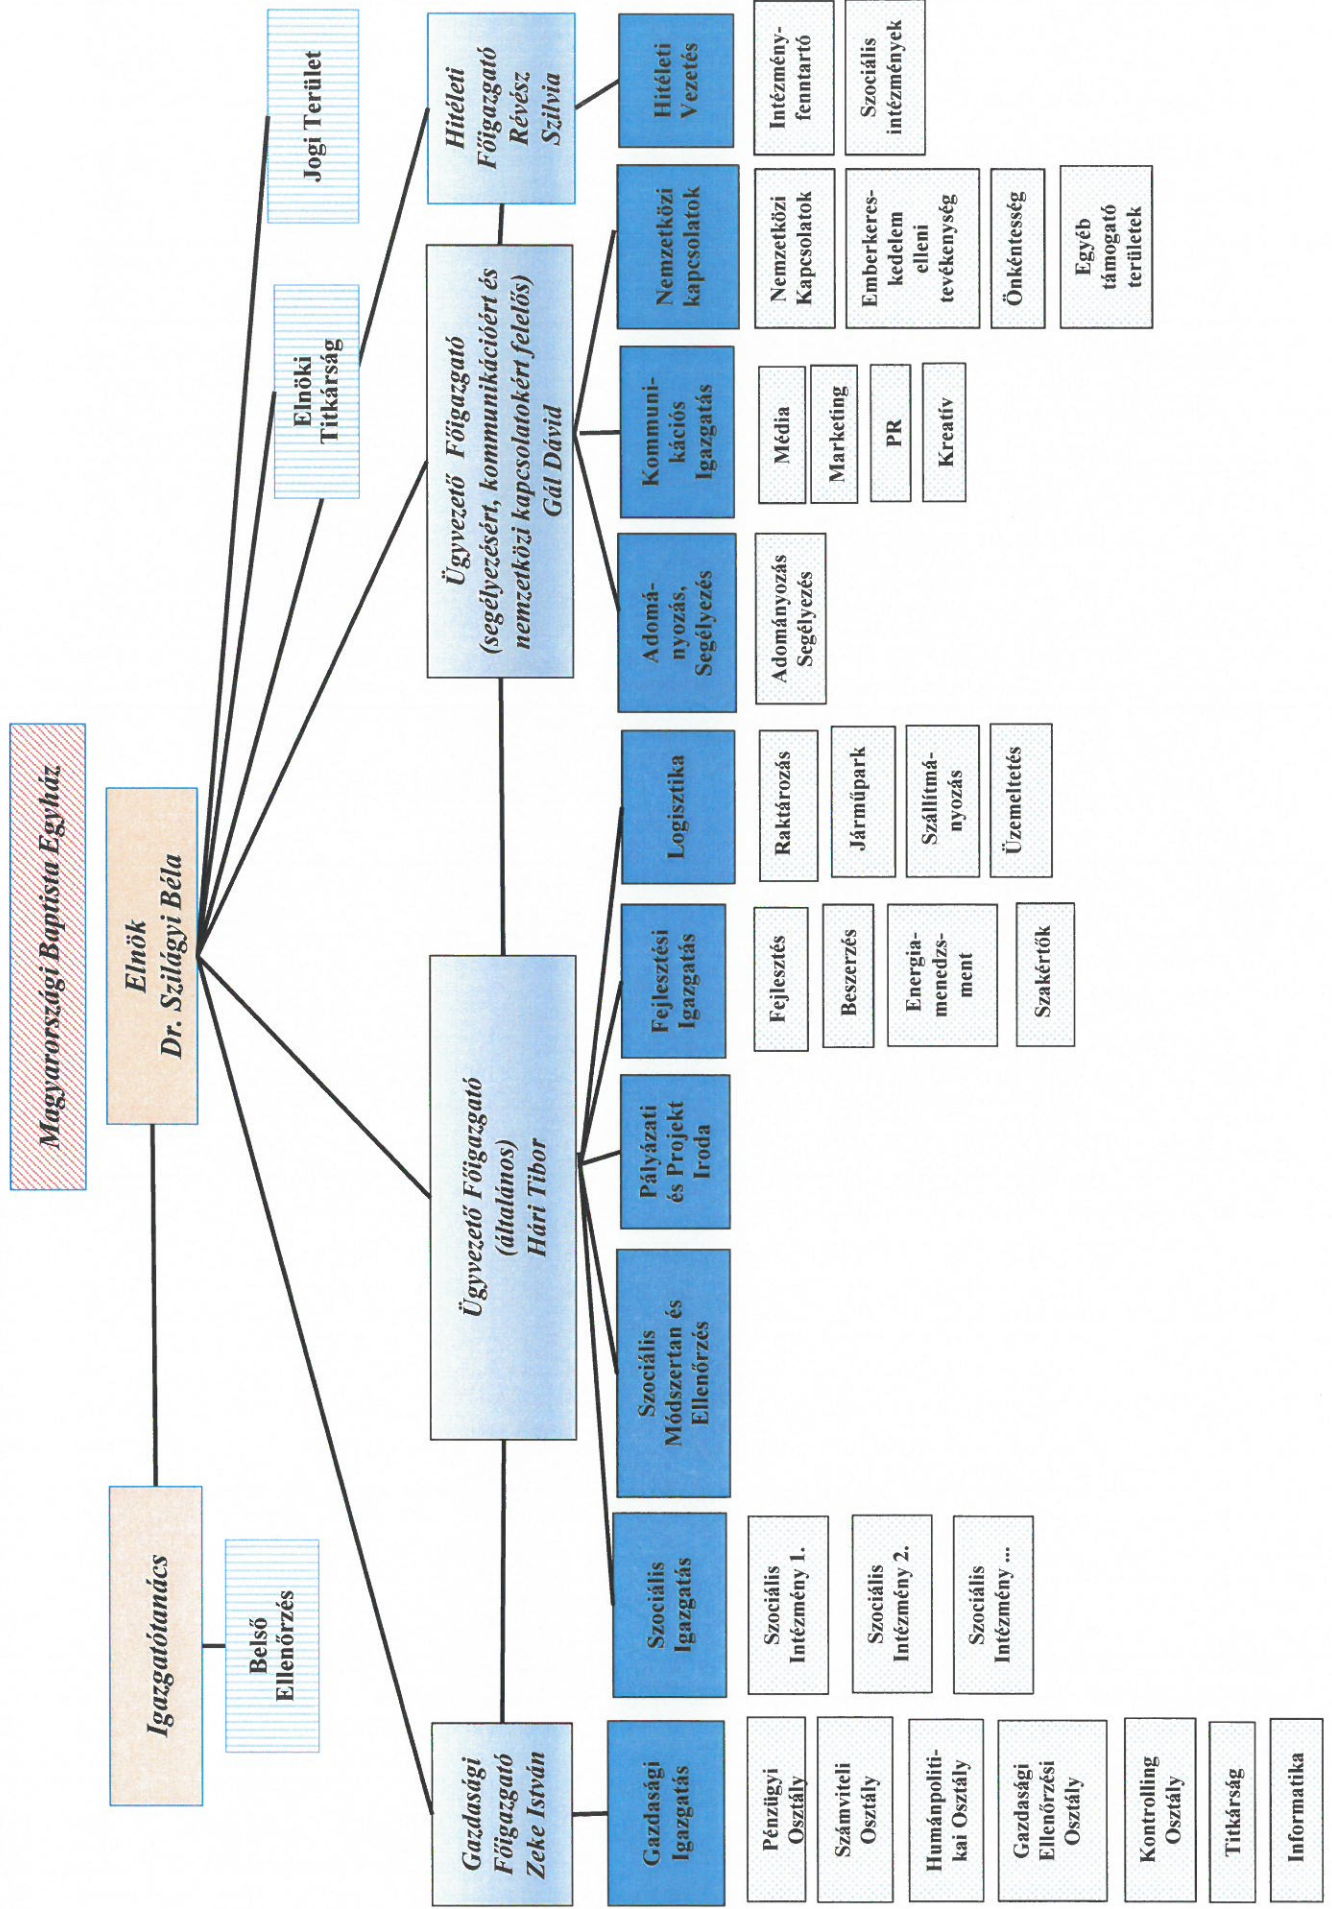 Magyarországi Baptista Egyház
Igazgatótanács
Elnök
Dr. Szilágyi Béla
Belső
Ellenőrzés
Elnöki
Titkárság
Jogi Terület
Gazdasági
Főigazgató
Zeke István
Ügyvezető Főigazgató
(általános)
Hári Tibor
Ügyvezető Főigazgató
(segélyezésért, kommunikációért és
nemzetközi kapcsolatokért felelős)
Gál Dávid
Hitéleti
Főigazgató
Révész
Szilvia
Gazdasági
Igazgatás
Szociális
Igazgatás
Szociális
Módszertan és
Ellenőrzés
Pályázati
és Projekt
Iroda
Fejlesztési
Igazgatás
Logisztika
Adomá-
nyozás,
Segélyezés
Kommuni-
kációs
Igazgatás
Nemzetközi
kapcsolatok
Hitéleti
Vezetés
Pénzügyi
Osztály
Számviteli
Osztály
Humánpoliti-
kai Osztály
Gazdasági
Ellenőrzési
Osztály
Kontrolling
Osztály
Titkárság
Informatika
Szociális
Intézmény 1.
Szociális
Intézmény 2.
Szociális
Intézmény ...
Fejlesztés
Beszerzés
Energia-
menedzs-
ment
Szakértők
Raktározás
Járműpark
Szállítmá-
nyozás
Üzemeltetés
Adományozás
Segélyezés
Média
Marketing
PR
Kreatív
Nemzetközi
Kapcsolatok
Emberkeres-
kedelem
elleni
tevékenység
Önkéntesség
Egyéb
támogató
területek
Intézmény-
fenntartó
Szociális
intézmények